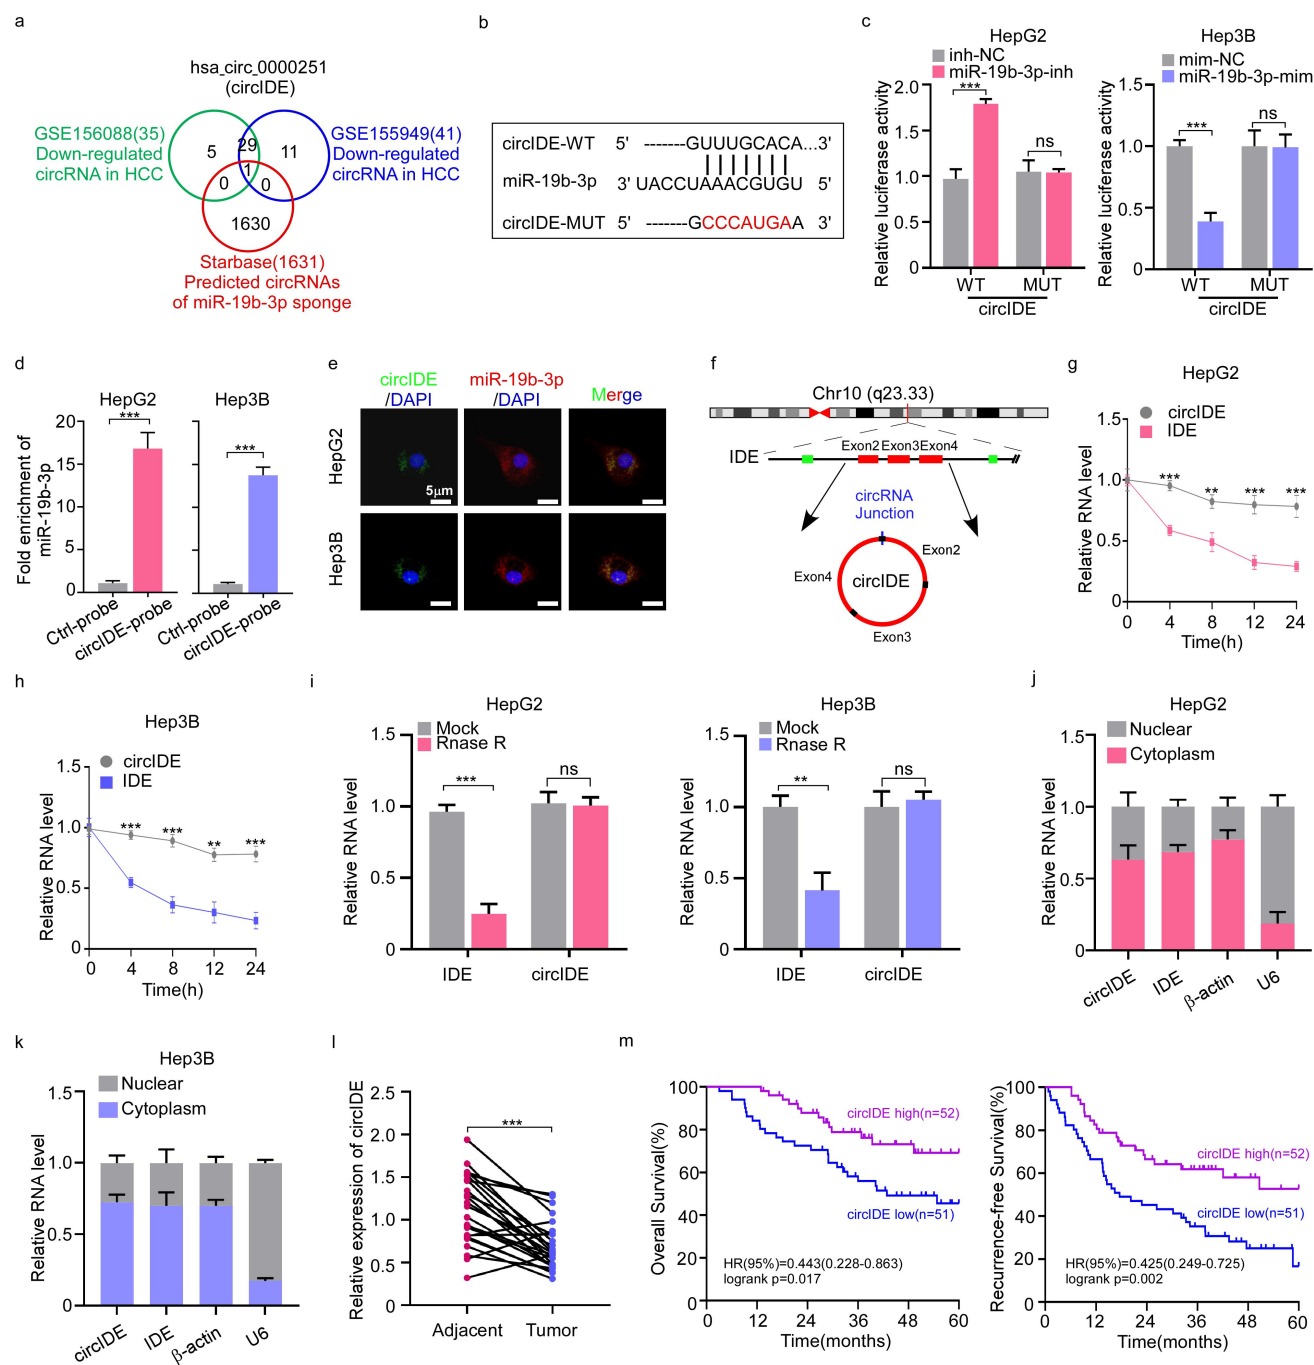 a
hsa_circ_0000251
(circIDE)
GSE156088(35)
Down-regulated
circRNA in HCC
GSE155949(41)
Down-regulated
circRNA in HCC
5
29
11
1
0
0
1630
Starbase(1631)
Predicted circRNAs
of miR-19b-3p sponge
b
circIDE-WT 5' -------GUUUGCACA...3'
miR-19b-3p 3' UACCUAAACGUGU 5'
circIDE-MUT 5' -------GCCCAUGAA 3'
c
HepG2
inh-NC
miR-19b-3p-inh
Relative luciferase activity
2.0
1.5
1.0
0.5
0
***
ns
WT MUT
circIDE
Hep3B
mim-NC
miR-19b-3p-mim
Relative luciferase activity
1.5
1.0
0.5
0
***
ns
WT MUT
circIDE
d
HepG2
Hep3B
Fold enrichment of
miR-19b-3p
20
15
10
5
0
***
***
Ctrl-probe
circIDE-probe
Ctrl-probe
circIDE-probe
e
circIDE
/DAPI
miR-19b-3p
/DAPI
Merge
HepG2
5μm
Hep3B
f
Chr10 (q23.33)
IDE
Exon2 Exon3 Exon4
circRNA
Junction
Exon2
Exon4
circIDE
Exon3
g
HepG2
circIDE
IDE
Relative RNA level
1.5
1.0
0.5
0
*** ** *** ***
0 4 8 12 24
Time(h)
h
Hep3B
circIDE
IDE
Relative RNA level
1.5
1.0
0.5
0
*** *** ** ***
0 4 8 12 24
Time(h)
i
HepG2
Mock
Rnase R
Relative RNA level
1.5
1.0
0.5
0
***
ns
IDE circIDE
Hep3B
Mock
Rnase R
Relative RNA level
1.5
1.0
0.5
0
**
ns
IDE circIDE
j
HepG2
Nuclear
Cytoplasm
Relative RNA level
1.5
1.0
0.5
0
circIDE IDE β-actin U6
k
Hep3B
Nuclear
Cytoplasm
Relative RNA level
1.5
1.0
0.5
0
circIDE IDE β-actin U6
l
Relative expression of circIDE
2.5
2.0
1.5
1.0
0.5
0
***
Adjacent Tumor
m
Overall Survival(%)
100
80
60
40
20
0
circIDE high(n=52)
circIDE low(n=51)
HR(95%)=0.443(0.228-0.863)
logrank p=0.017
0 12 24 36 48 60
Time(months)
Recurrence-free Survival(%)
100
80
60
40
20
0
circIDE high(n=52)
circIDE low(n=51)
HR(95%)=0.425(0.249-0.725)
logrank p=0.002
0 12 24 36 48 60
Time(months)